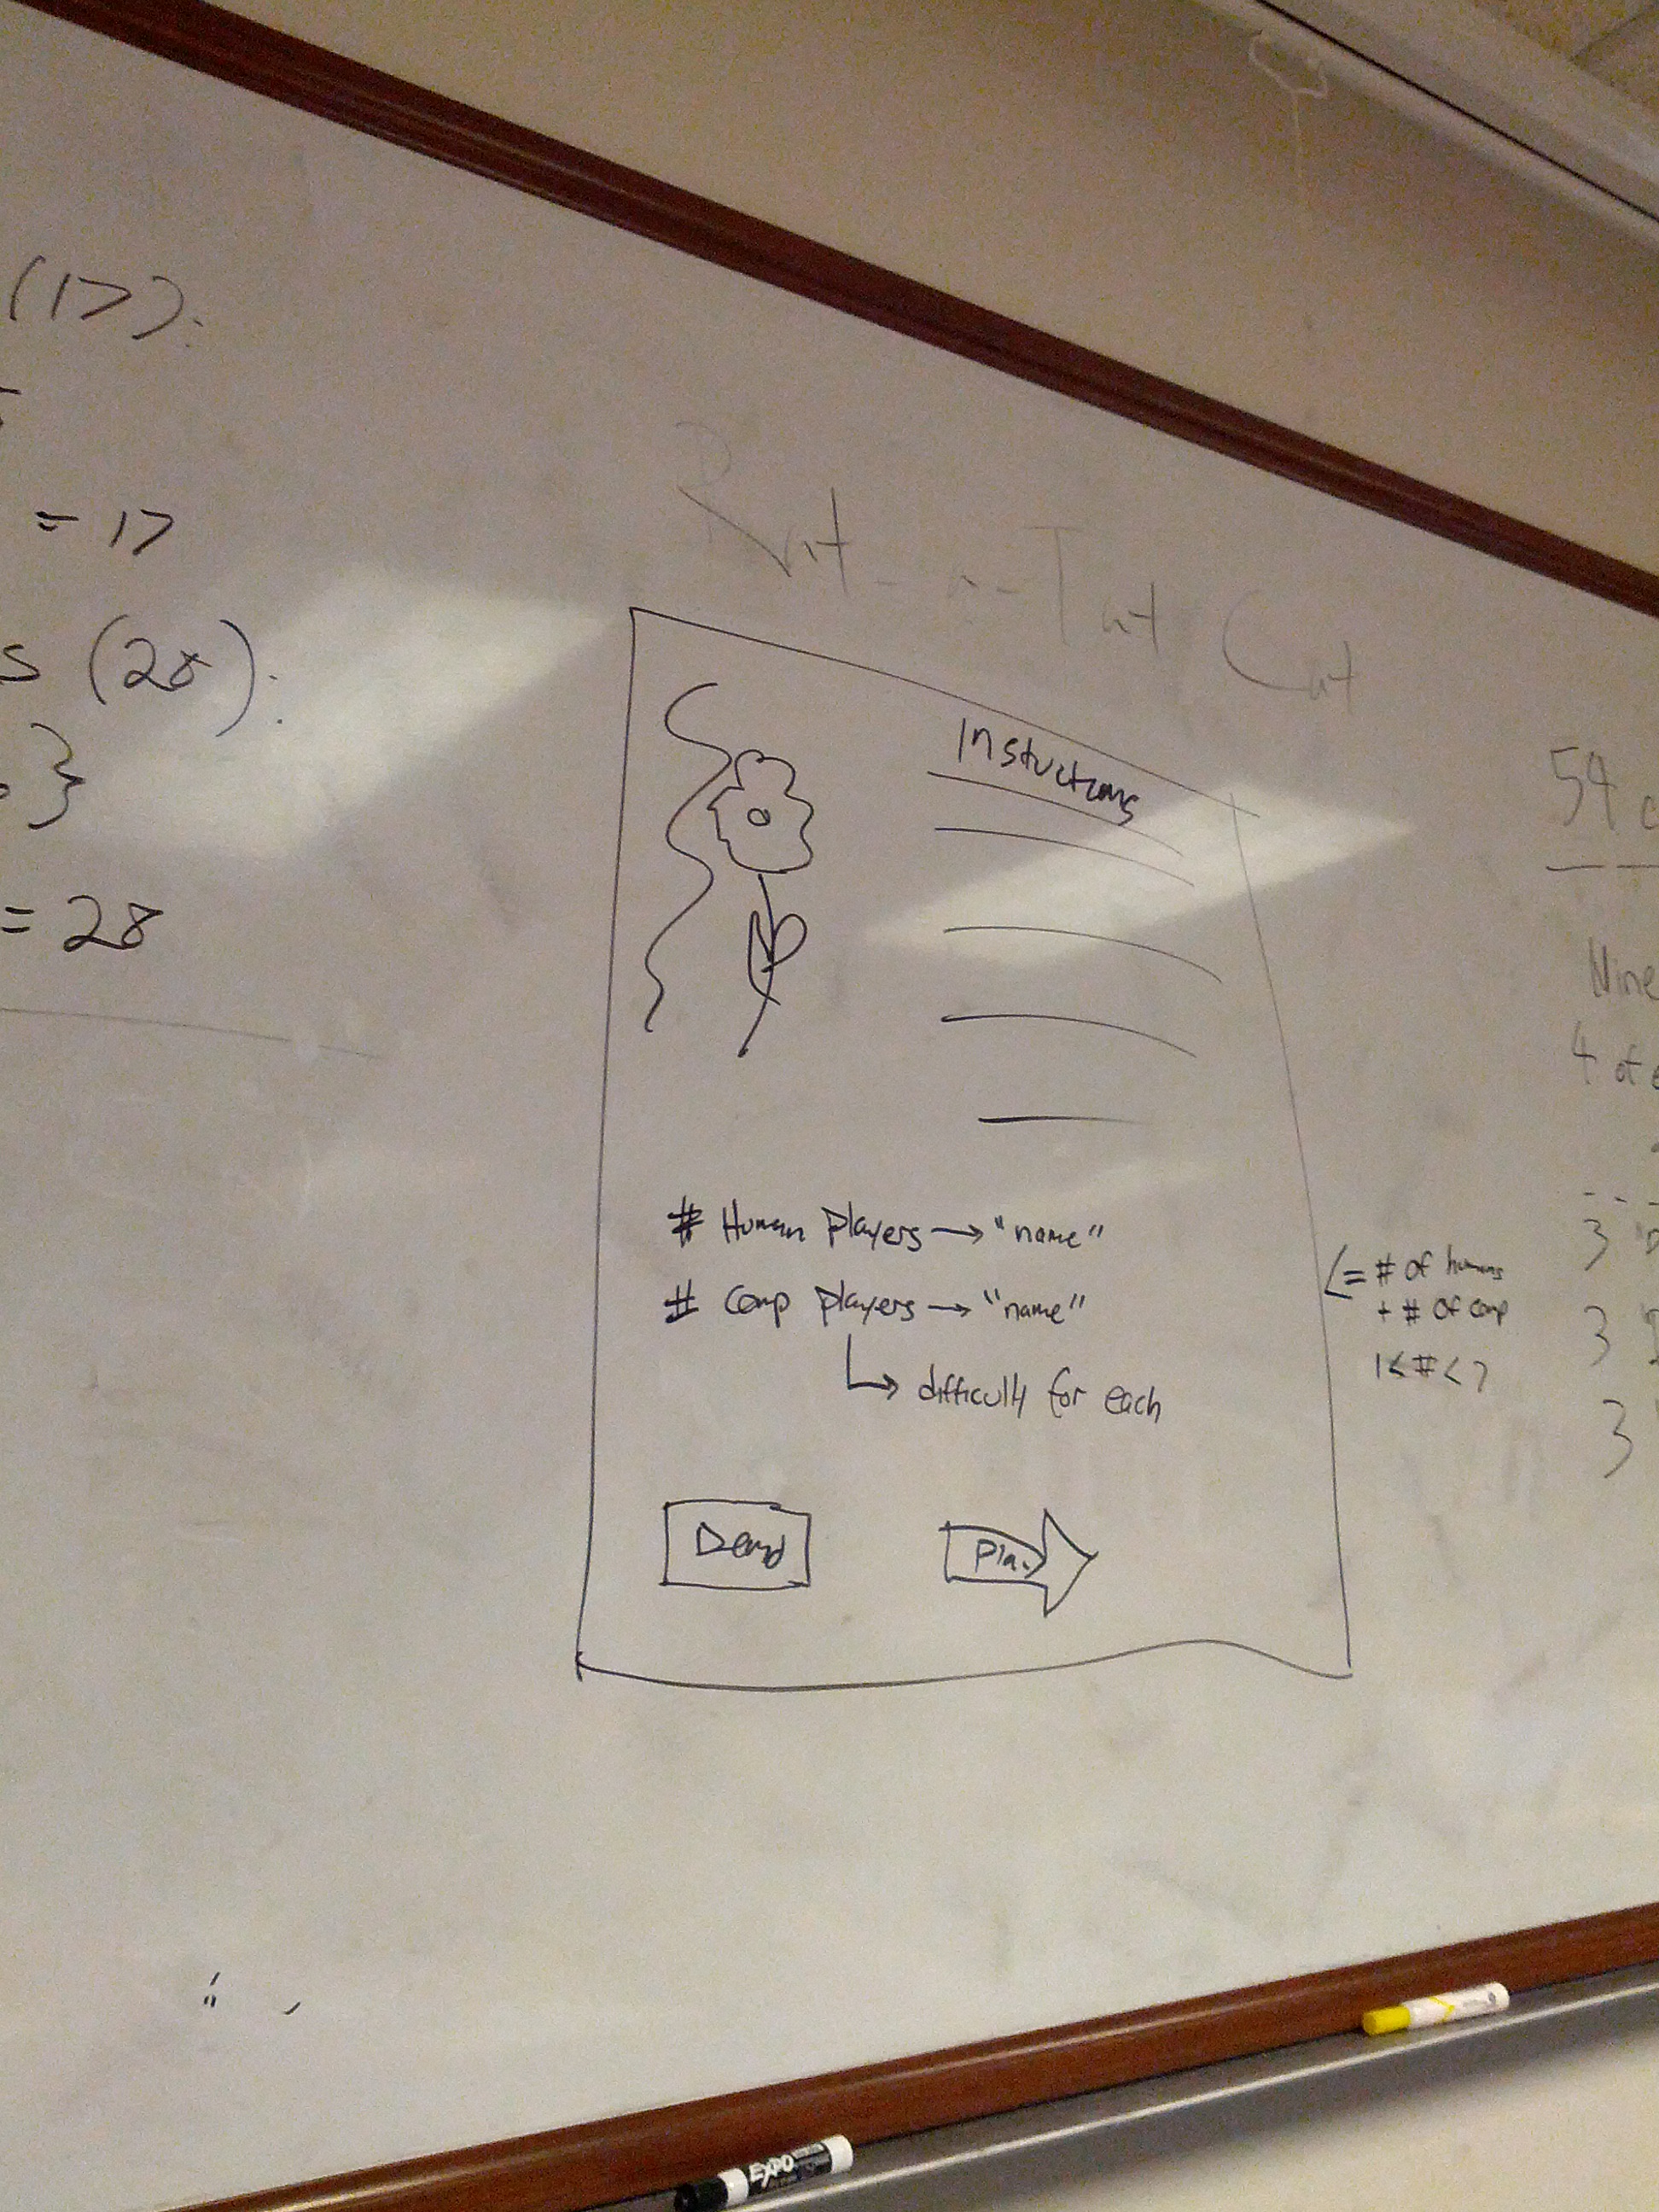 (17):
= 17
s (28):
}
= 28
Rat-a-Tat Cat
Instuctions
# Human Players → "name"
# Comp Players → "name"
difficulty for each
Demo
Play
<= # of humans
+ # of comp
1<#<7
54 c
Nine
4 of e
3
3
3
EXPO